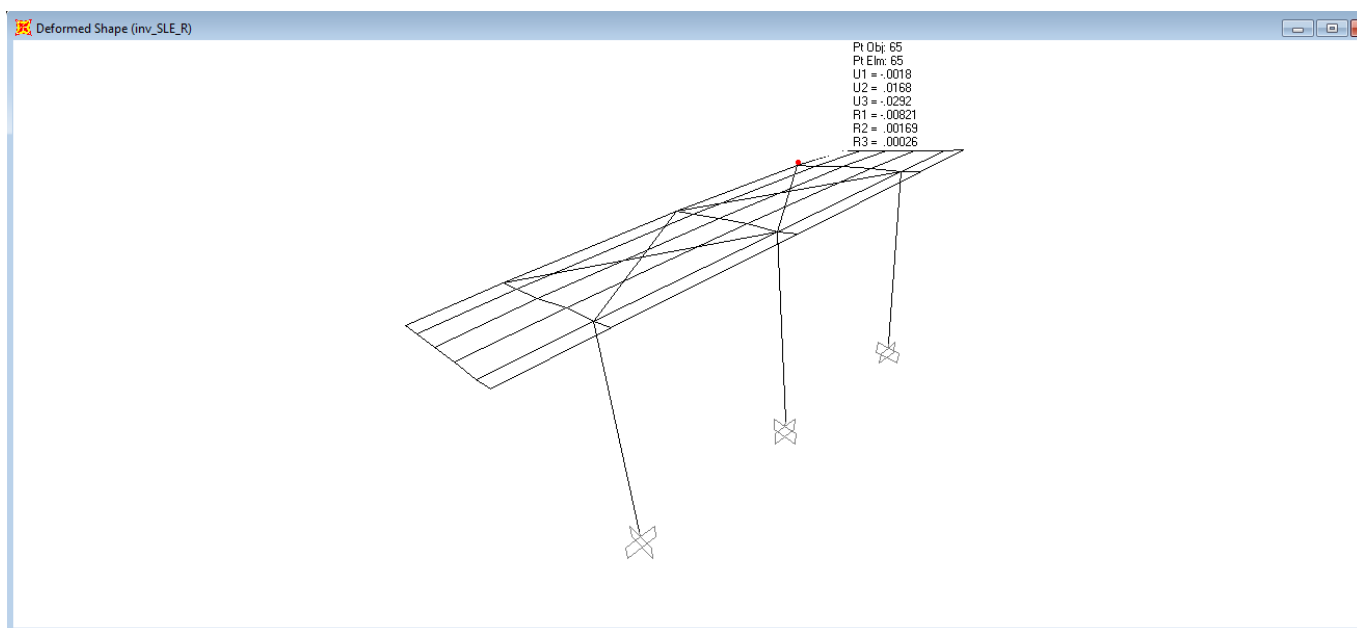 Deformed Shape (inv_SLE_R)
Pt Obj: 65
Pt Elm: 65
U1 = -.0018
U2 = .0168
U3 = -.0292
R1 = -.00821
R2 = .00169
R3 = .00026